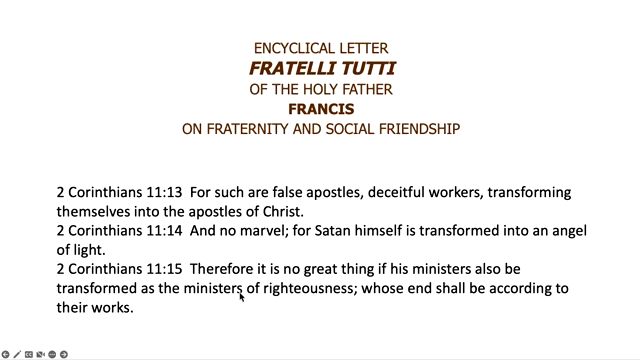 ENCYCLICAL LETTER
FRATELLI TUTTI
OF THE HOLY FATHER
FRANCIS
ON FRATERNITY AND SOCIAL FRIENDSHIP
2 Corinthians 11:13  For such are false apostles, deceitful workers, transforming
themselves into the apostles of Christ.
2 Corinthians 11:14  And no marvel; for Satan himself is transformed into an angel
of light.
2 Corinthians 11:15  Therefore it is no great thing if his ministers also be
transformed as the ministers of righteousness; whose end shall be according to
their works.